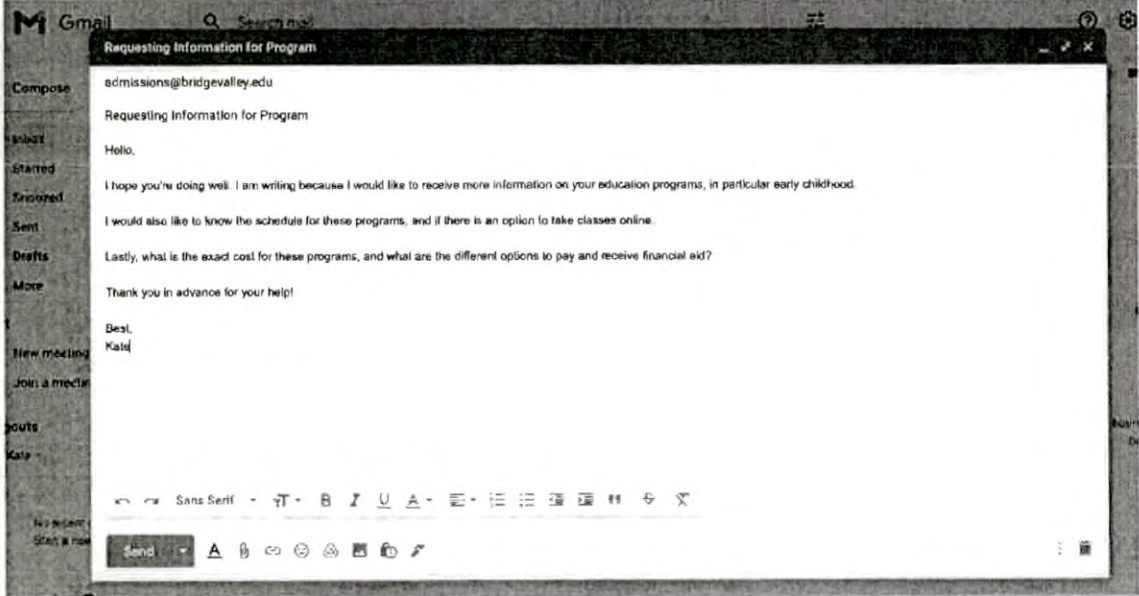 Gmail
Search mail
Requesting Information for Program
Compose
admissions@bridgevalley.edu
Requesting Information for Program
Inbox
Hello,
Starred
I hope you're doing well. I am writing because I would like to receive more information on your education programs, in particular early childhood.
Snoozed
Sent
I would also like to know the schedule for these programs, and if there is an option to take classes online.
Drafts
Lastly, what is the exact cost for these programs, and what are the different options to pay and receive financial aid?
More
Thank you in advance for your help!
Best,
Kate
New meeting
Join a meetin
outs
Kate
Sans Serif
Send